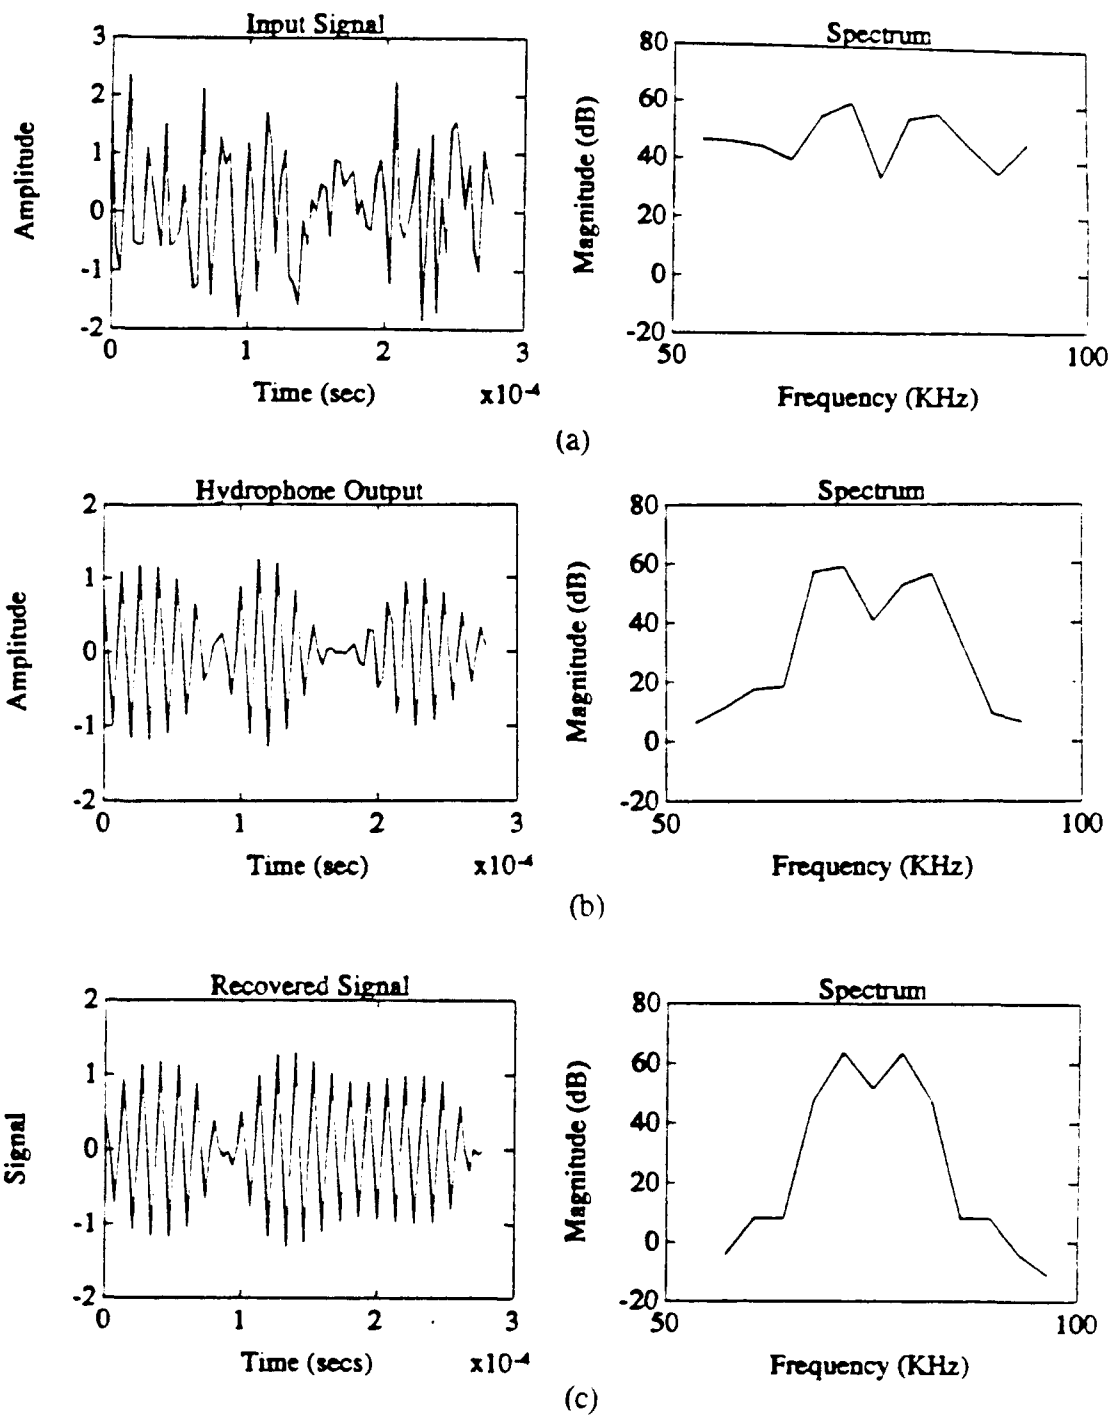 Input Signal
3
2
1
0
-1
-2
Amplitude
0
1
2
3
Time (sec)
x10-4
Spectrum
80
60
40
20
0
-20
Magnitude (dB)
50
100
Frequency (KHz)
(a)
Hydrophone Output
2
1
0
-1
-2
Amplitude
0
1
2
3
Time (sec)
x10-4
Spectrum
80
60
40
20
0
-20
Magnitude (dB)
50
100
Frequency (KHz)
(b)
Recovered Signal
2
1
0
-1
-2
Signal
0
1
2
3
Time (secs)
x10-4
Spectrum
80
60
40
20
0
-20
Magnitude (dB)
50
100
Frequency (KHz)
(c)